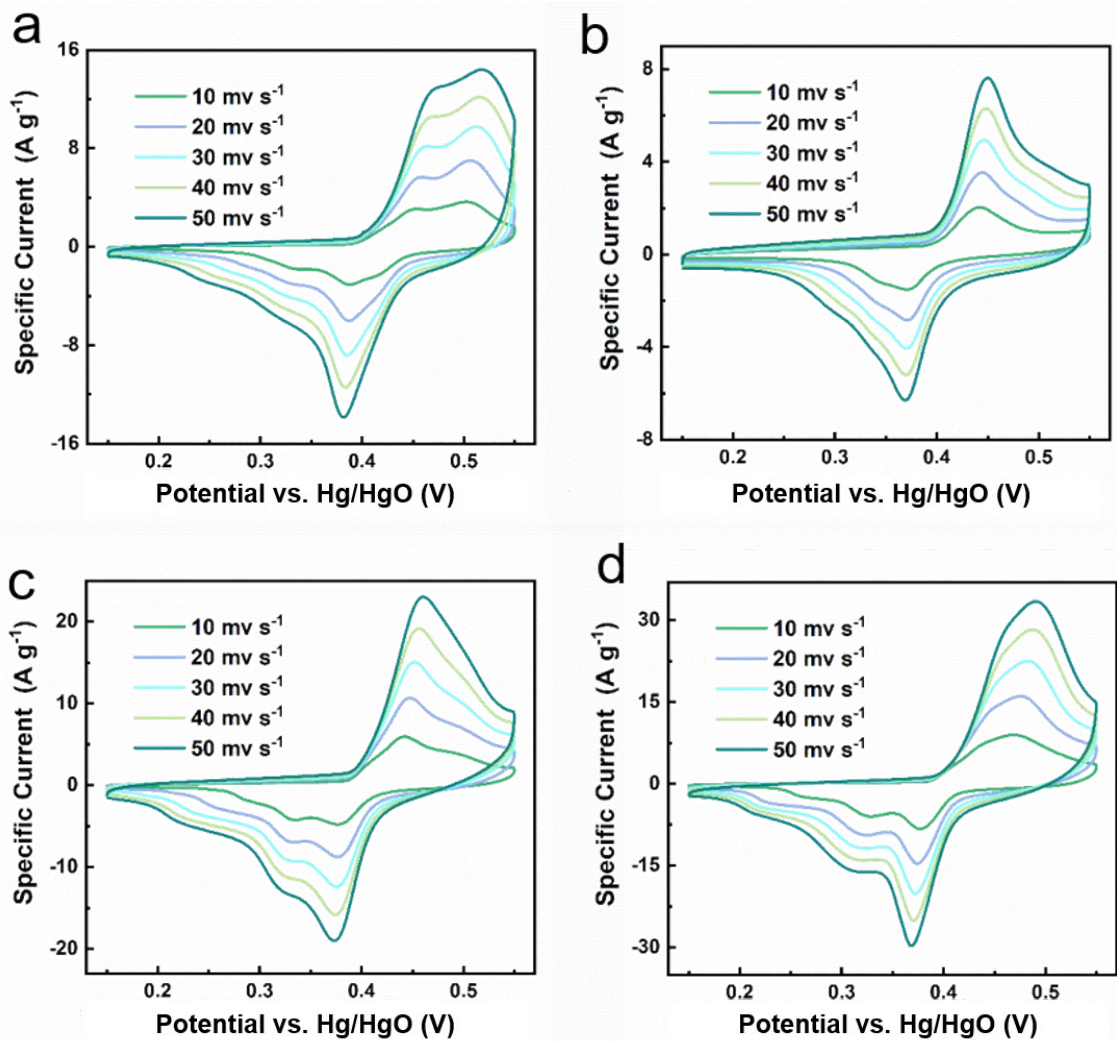 a
16
8
0
-8
-16
Specific Current (A g⁻¹)
10 mv s⁻¹
20 mv s⁻¹
30 mv s⁻¹
40 mv s⁻¹
50 mv s⁻¹
0.2 0.3 0.4 0.5
Potential vs. Hg/HgO (V)
b
8
4
0
-4
-8
Specific Current (A g⁻¹)
10 mv s⁻¹
20 mv s⁻¹
30 mv s⁻¹
40 mv s⁻¹
50 mv s⁻¹
0.2 0.3 0.4 0.5
Potential vs. Hg/HgO (V)
c
20
10
0
-10
-20
Specific Current (A g⁻¹)
10 mv s⁻¹
20 mv s⁻¹
30 mv s⁻¹
40 mv s⁻¹
50 mv s⁻¹
0.2 0.3 0.4 0.5
Potential vs. Hg/HgO (V)
d
30
15
0
-15
-30
Specific Current (A g⁻¹)
10 mv s⁻¹
20 mv s⁻¹
30 mv s⁻¹
40 mv s⁻¹
50 mv s⁻¹
0.2 0.3 0.4 0.5
Potential vs. Hg/HgO (V)